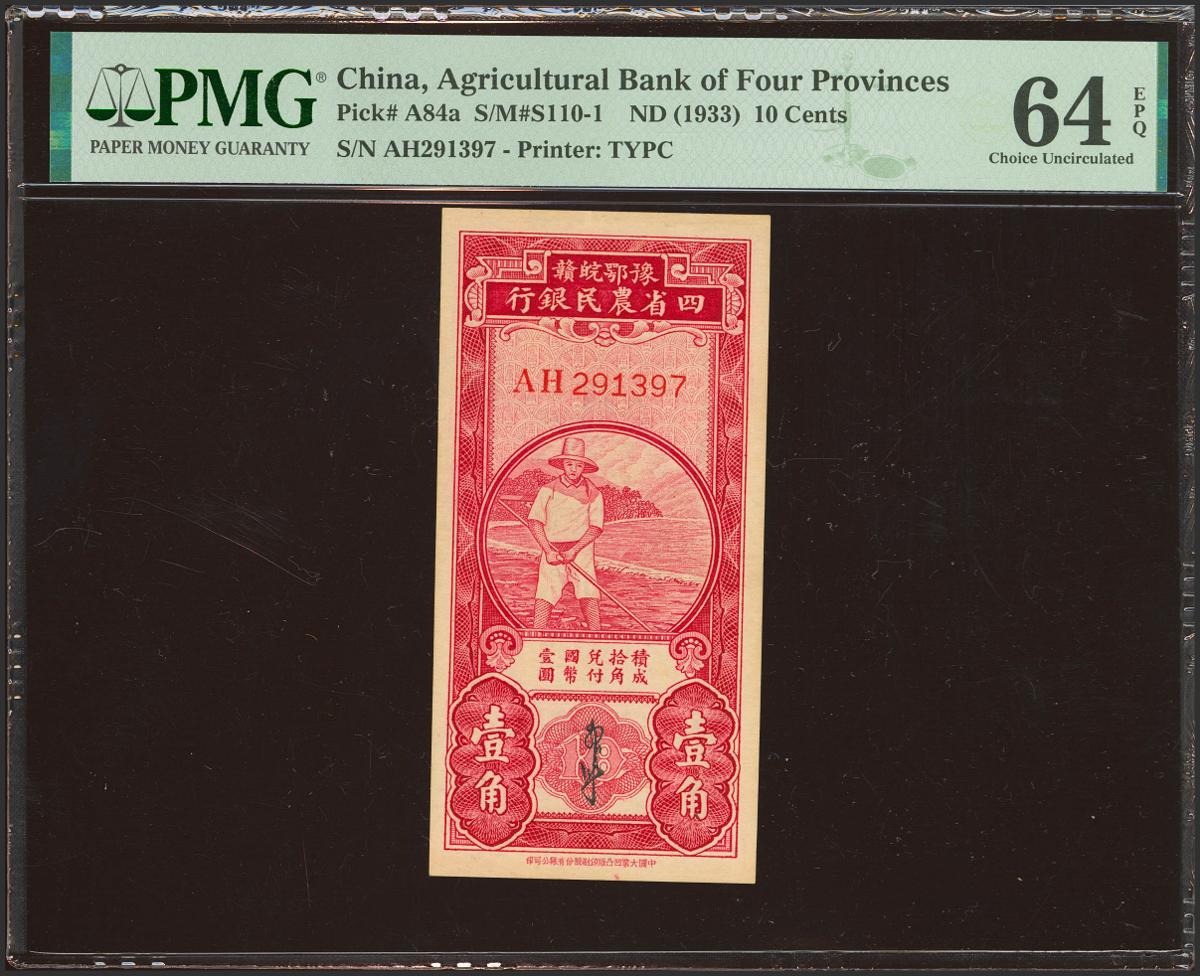 PMG®
PAPER MONEY GUARANTY
China, Agricultural Bank of Four Provinces
Pick# A84a S/M#S110-1 ND (1933) 10 Cents
S/N AH291397 - Printer: TYPC
64
EPQ
Choice Uncirculated
豫鄂皖贛
四省農民銀行
AH291397
積成拾角兌付國幣壹圓
壹角
壹角